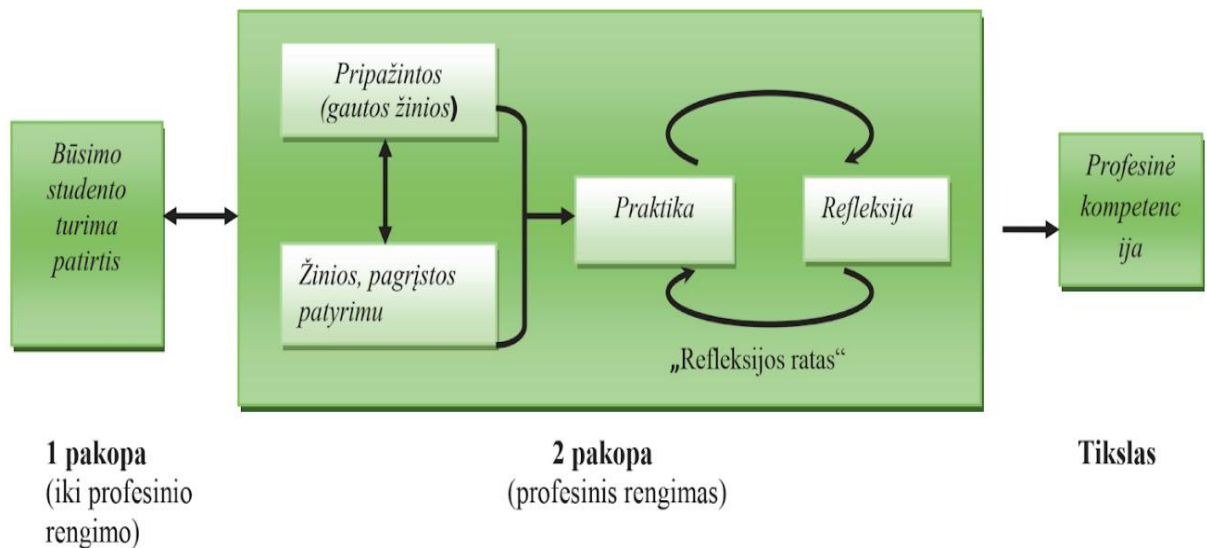 Būsimo
studento
turima
patirtis
Pripažintos
(gautos žinios)
Žinios, pagrįstos
patyrimu
Praktika
Refleksija
„Refleksijos ratas“
Profesinė
kompetenc
ija
1 pakopa
(iki profesinio
rengimo)
2 pakopa
(profesinis rengimas)
Tikslas